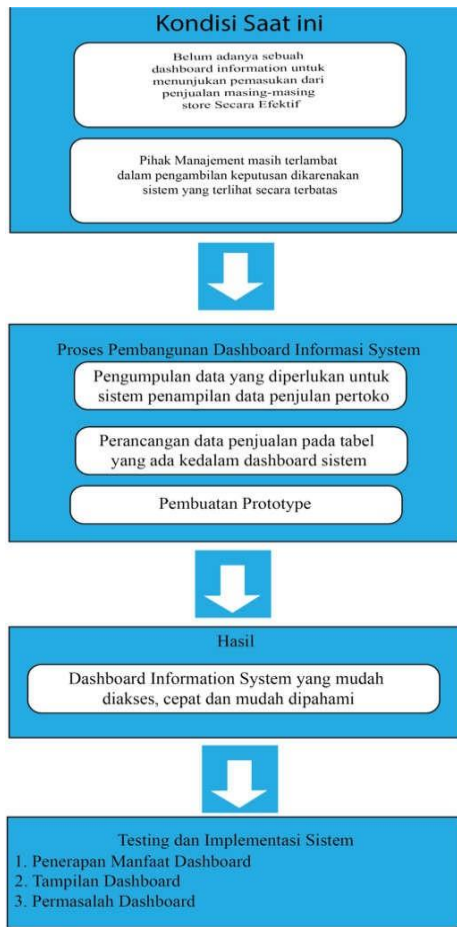 Kondisi Saat ini
Belum adanya sebuah
dashboard information untuk
menunjukan pemasukan dari
penjualan masing-masing
store Secara Efektif
Pihak Manajement masih terlambat
dalam pengambilan keputusan dikarenakan
sistem yang terlihat secara terbatas
Proses Pembangunan Dashboard Informasi System
Pengumpulan data yang diperlukan untuk
sistem penampilan data penjulan pertoko
Perancangan data penjualan pada tabel
yang ada kedalam dashboard sistem
Pembuatan Prototype
Hasil
Dashboard Information System yang mudah
diakses, cepat dan mudah dipahami
Testing dan Implementasi Sistem
1. Penerapan Manfaat Dashboard
2. Tampilan Dashboard
3. Permasalah Dashboard